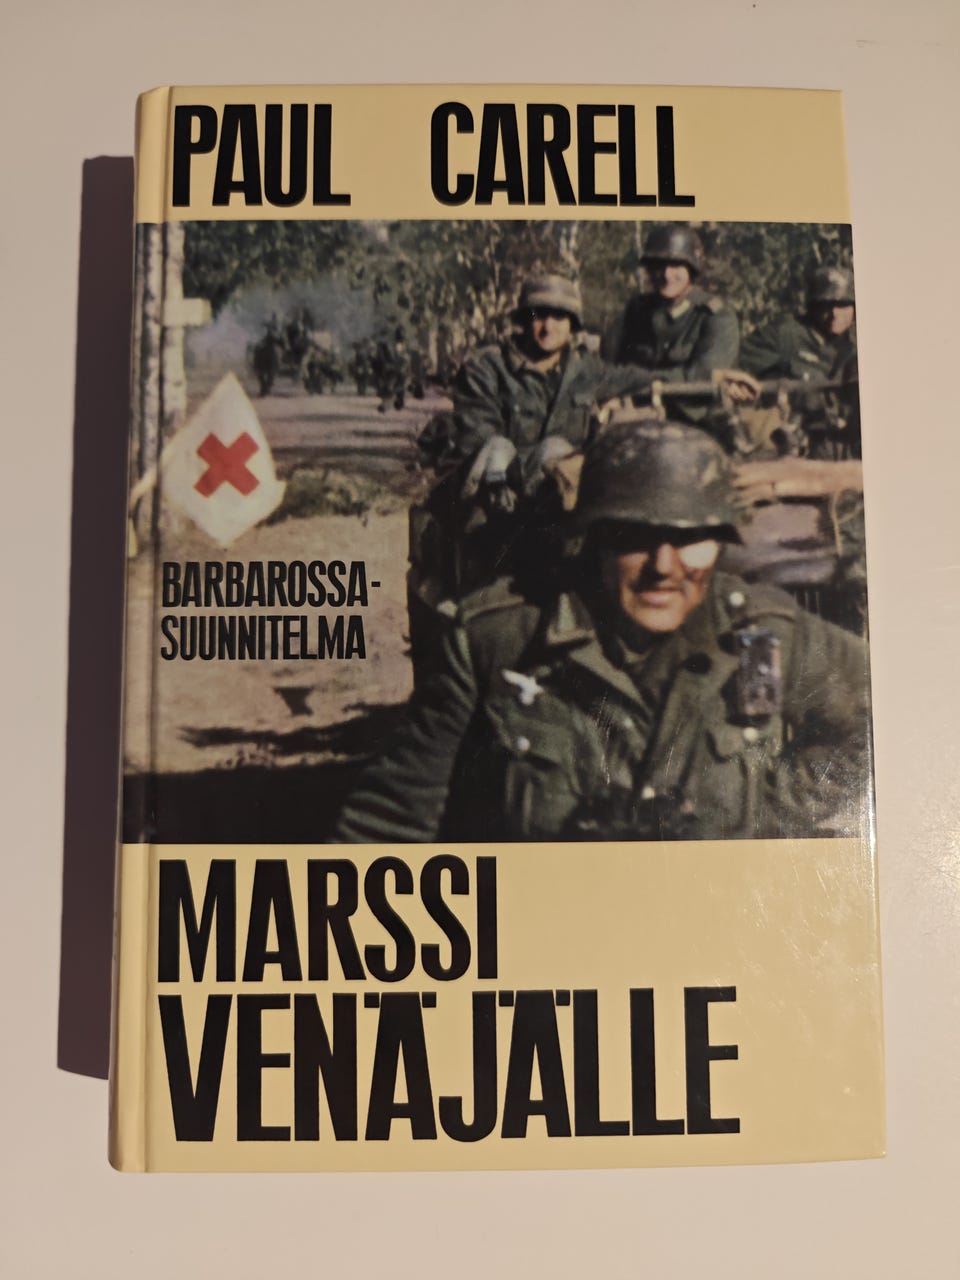 PAUL CARELL
BARBAROSSA-
SUUNNITELMA
MARSSI
VENÄJÄLLE